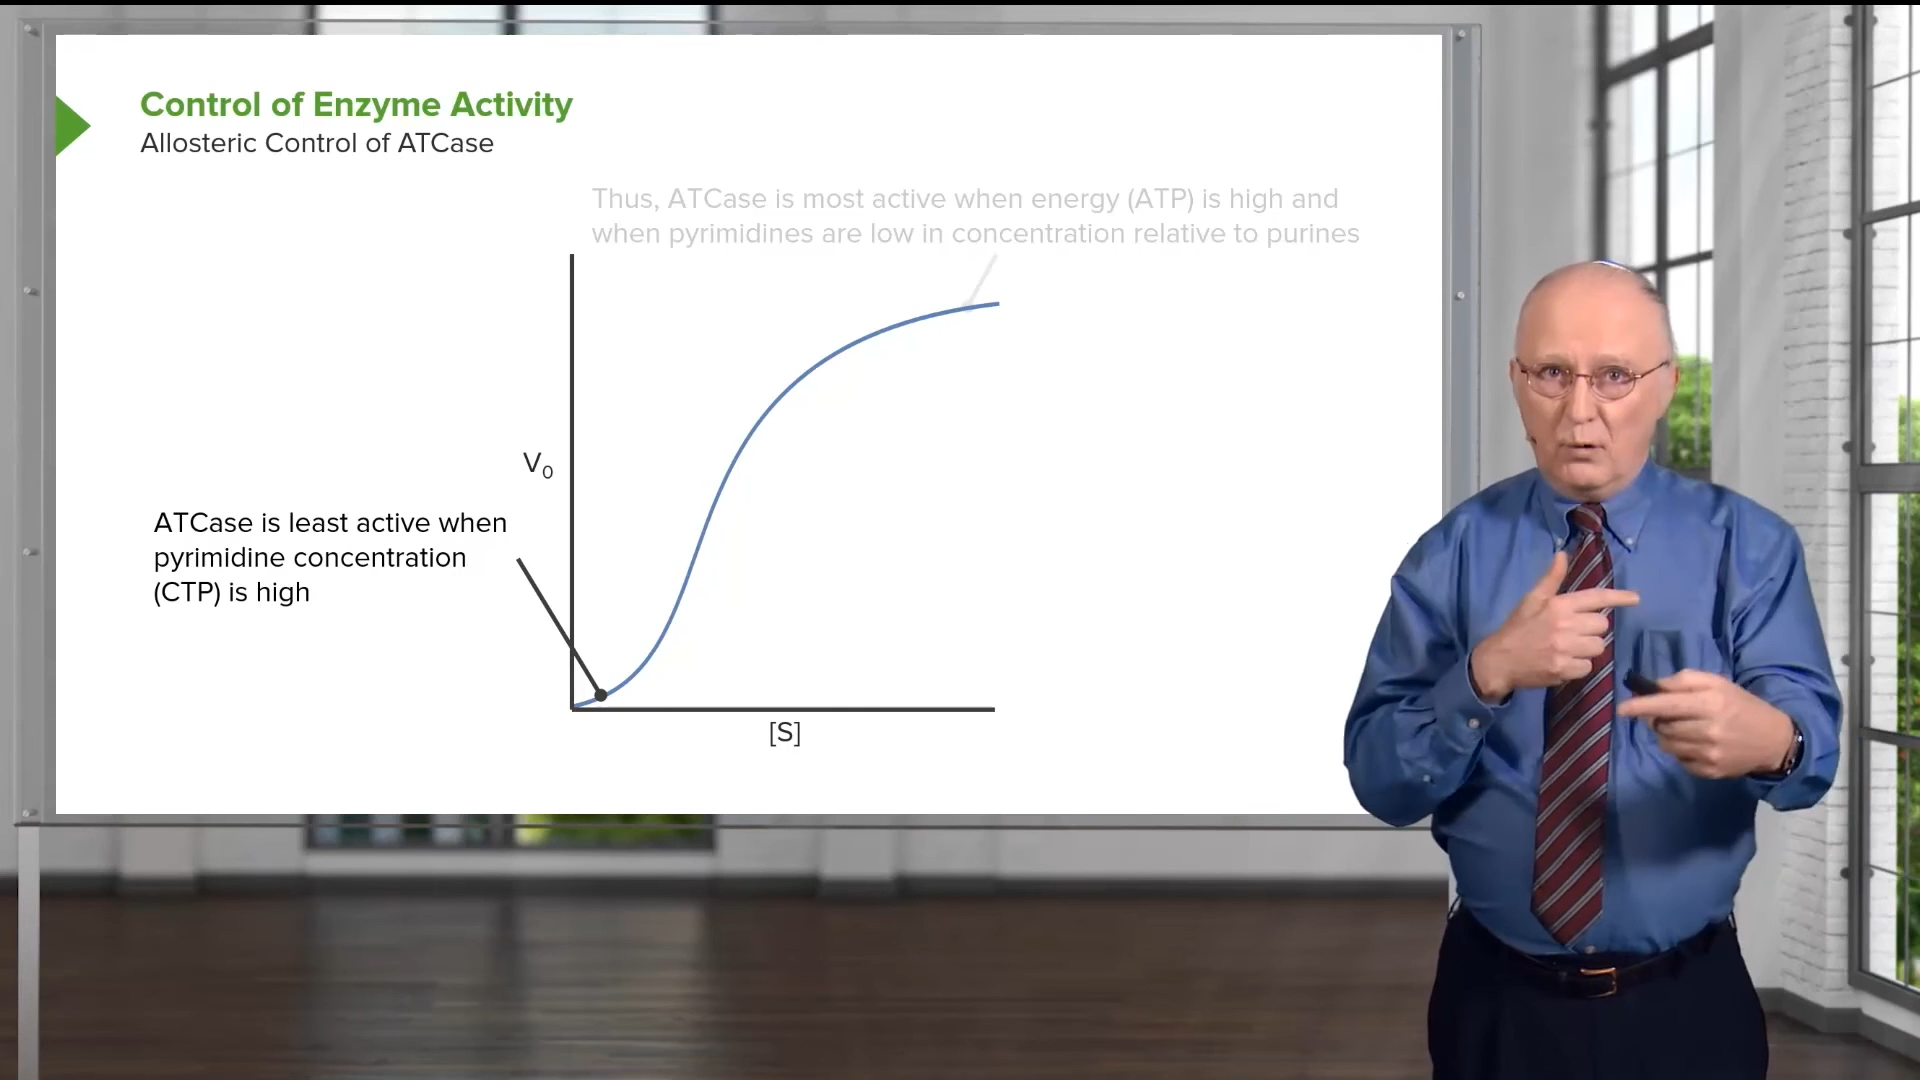 Control of Enzyme Activity
Allosteric Control of ATCase
Thus, ATCase is most active when energy (ATP) is high and
when pyrimidines are low in concentration relative to purines
V₀
ATCase is least active when
pyrimidine concentration
(CTP) is high
[S]